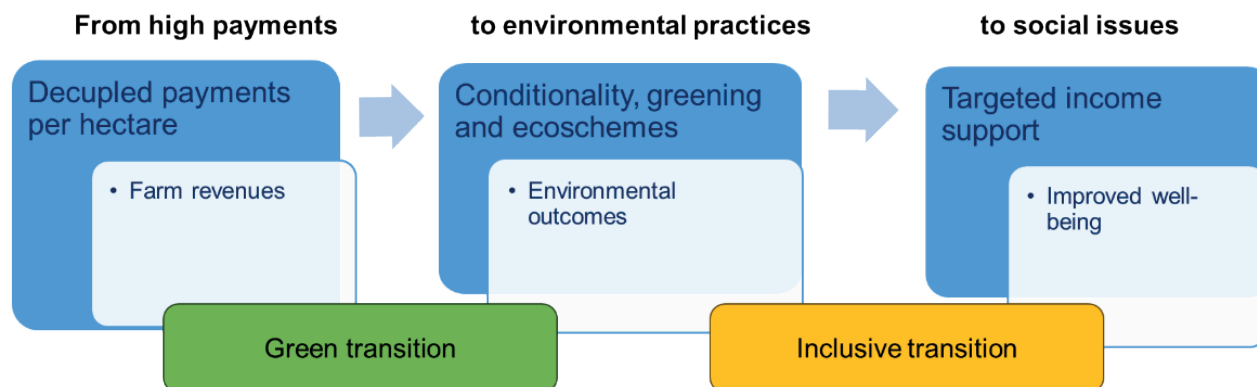 From high payments
to environmental practices
to social issues
Decupled payments
per hectare
• Farm revenues
Conditionality, greening
and ecoschemes
• Environmental
outcomes
Targeted income
support
• Improved well-
being
Green transition
Inclusive transition